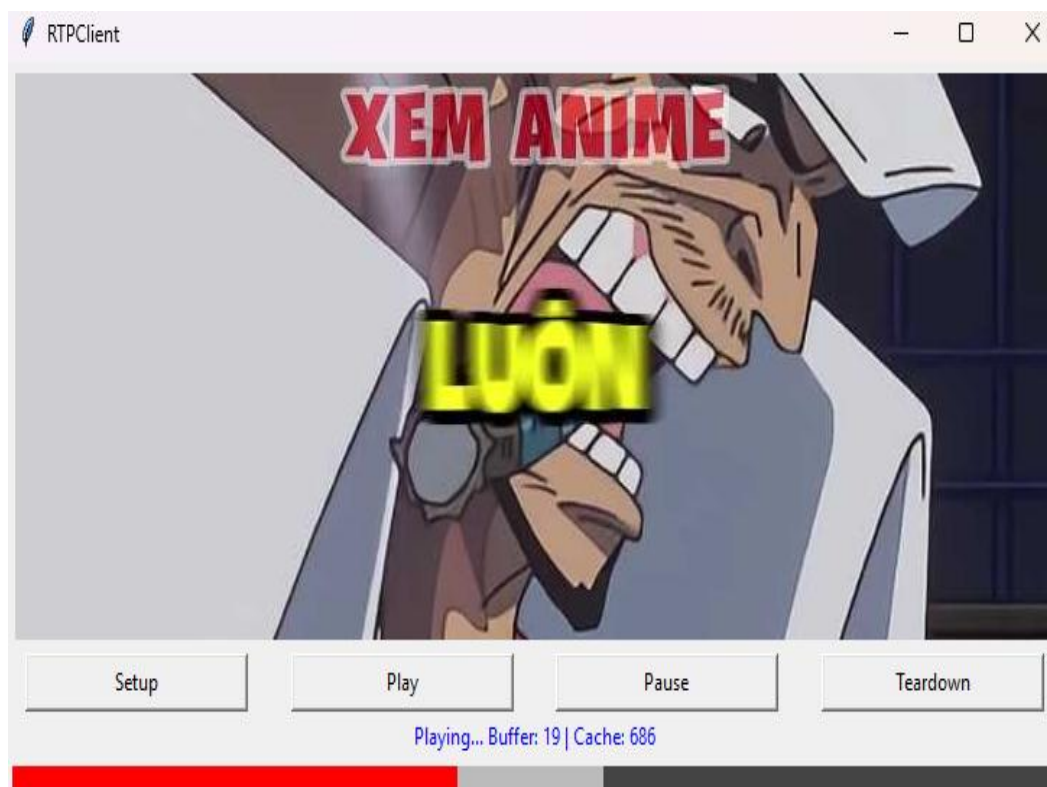 RTPClient
XEM ANIME
LUÔN
Setup
Play
Pause
Teardown
Playing... Buffer: 19 | Cache: 686